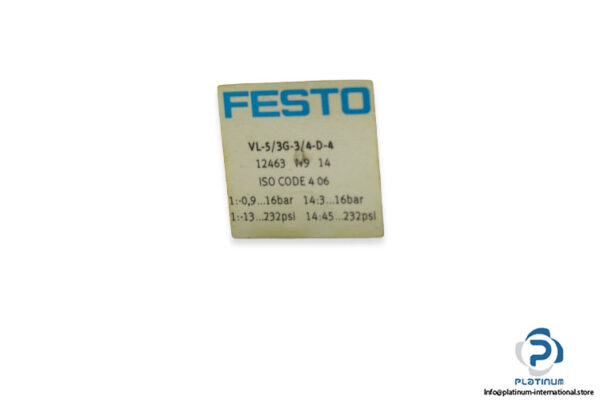 FESTO
VL-5/3G-3/4-D-4
12463 N9 14
ISO CODE 4 06
1:-0,9...16bar 14:3...16bar
1:-13...232psi 14:45...232psi
PLATINUM
Info@platinum-international.store